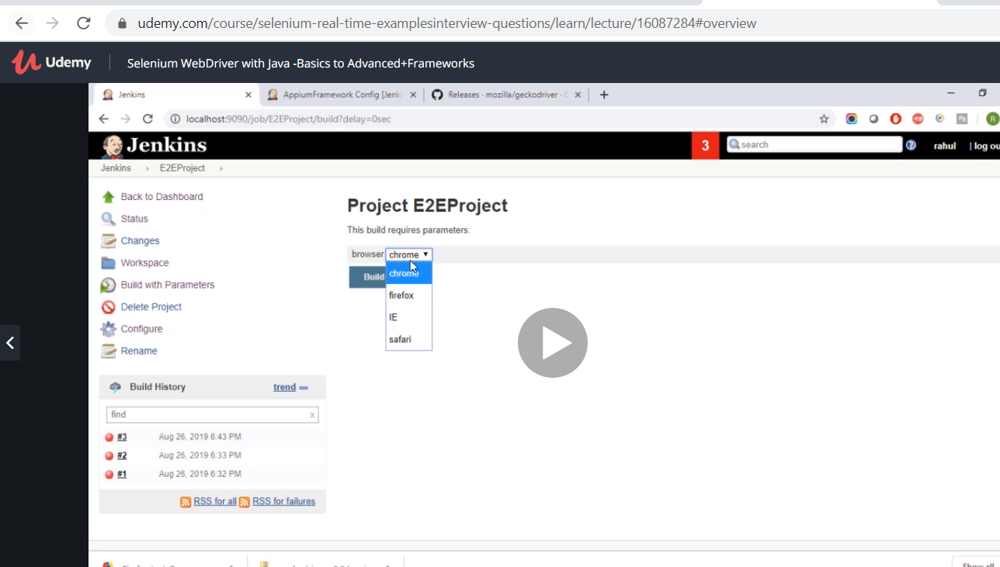 udemy.com/course/selenium-real-time-examplesinterview-questions/learn/lecture/16087284#overview
Udemy Selenium WebDriver with Java -Basics to Advanced+Frameworks
Jenkins AppiumFramework Config [Jenki Releases · mozilla/geckodriver · G
localhost:9090/job/E2EProject/build?delay=0sec
Jenkins 3 search rahul | log ou
Jenkins E2EProject
Back to Dashboard
Status
Changes
Workspace
Build with Parameters
Delete Project
Configure
Rename
Project E2EProject
This build requires parameters:
browser chrome
chrome
firefox
IE
safari
Build
Build History trend
find x
#3 Aug 26, 2019 6:43 PM
#2 Aug 26, 2019 6:33 PM
#1 Aug 26, 2019 6:32 PM
RSS for all RSS for failures